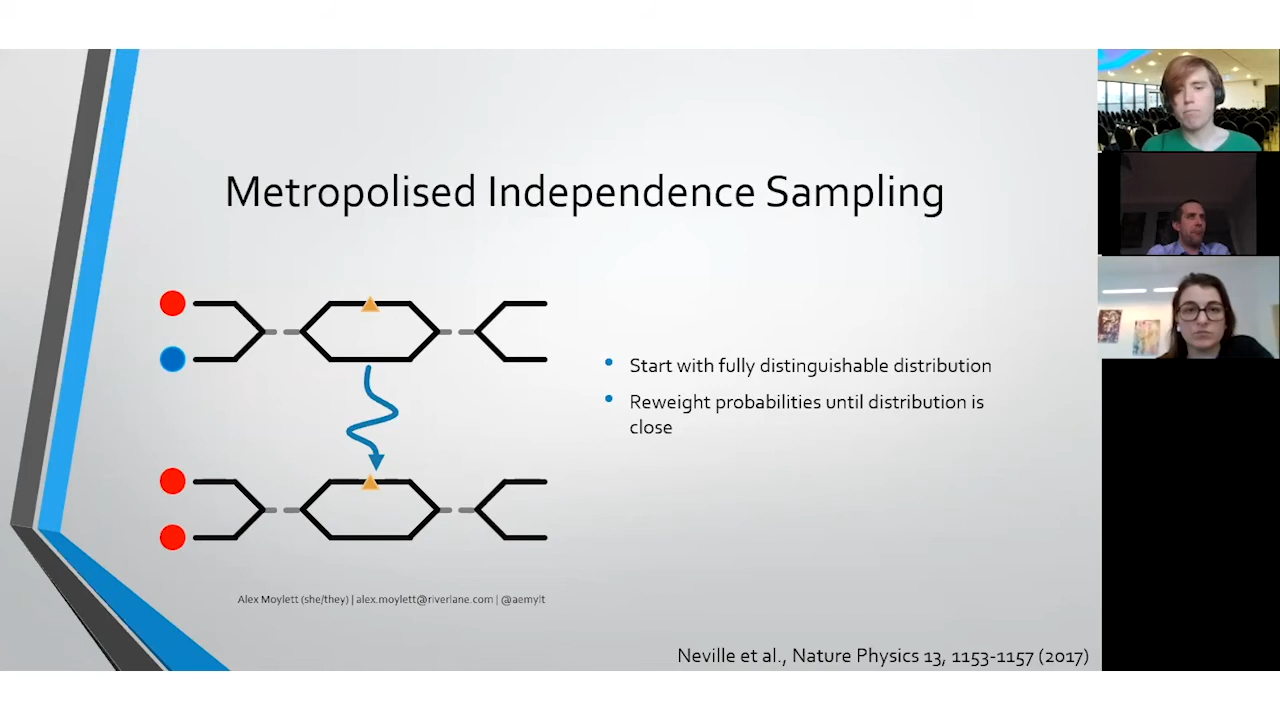 Metropolised Independence Sampling
Start with fully distinguishable distribution
Reweight probabilities until distribution is
close
Alex Moylett (she/they) | alex.moylett@riverlane.com | @aemylt
Neville et al., Nature Physics 13, 1153-1157 (2017)